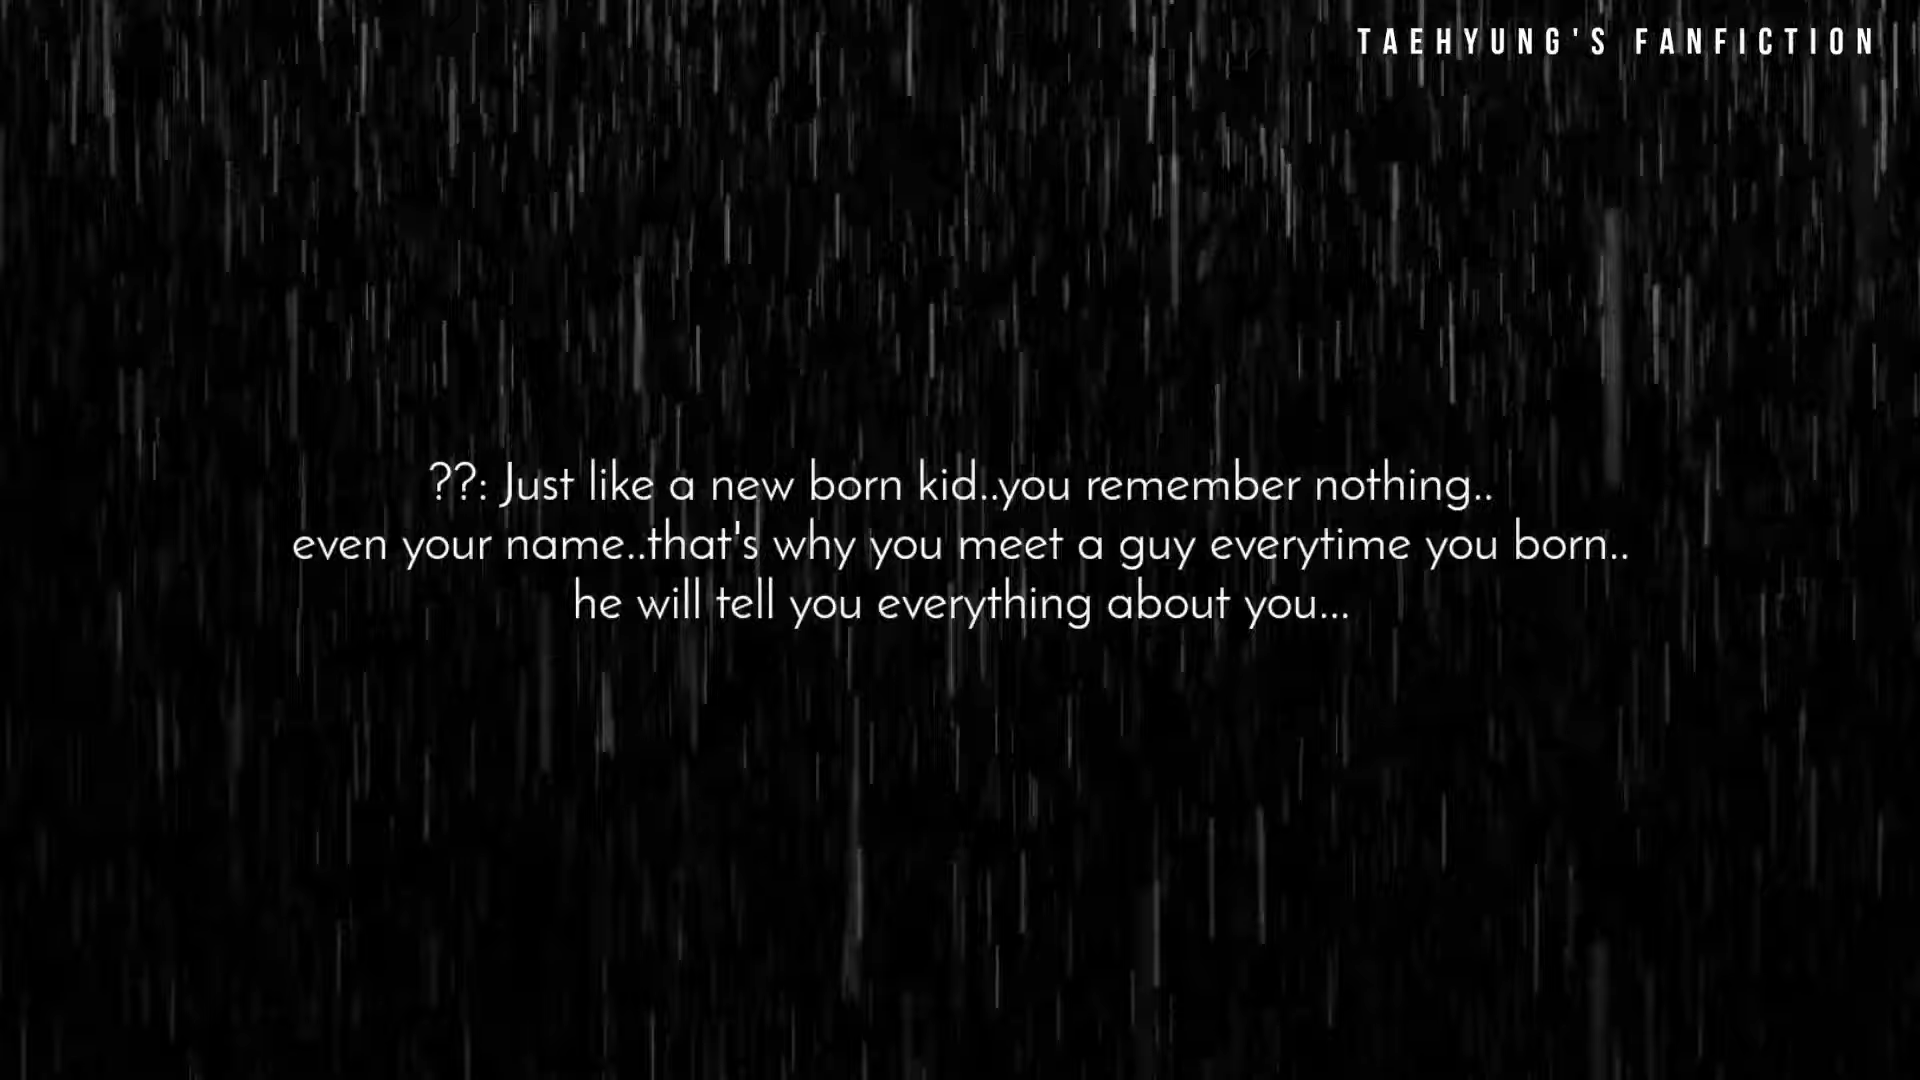 TAEHYUNG'S FANFICTION
??: Just like a new born kid..you remember nothing..
even your name..that's why you meet a guy everytime you born..
he will tell you everything about you...